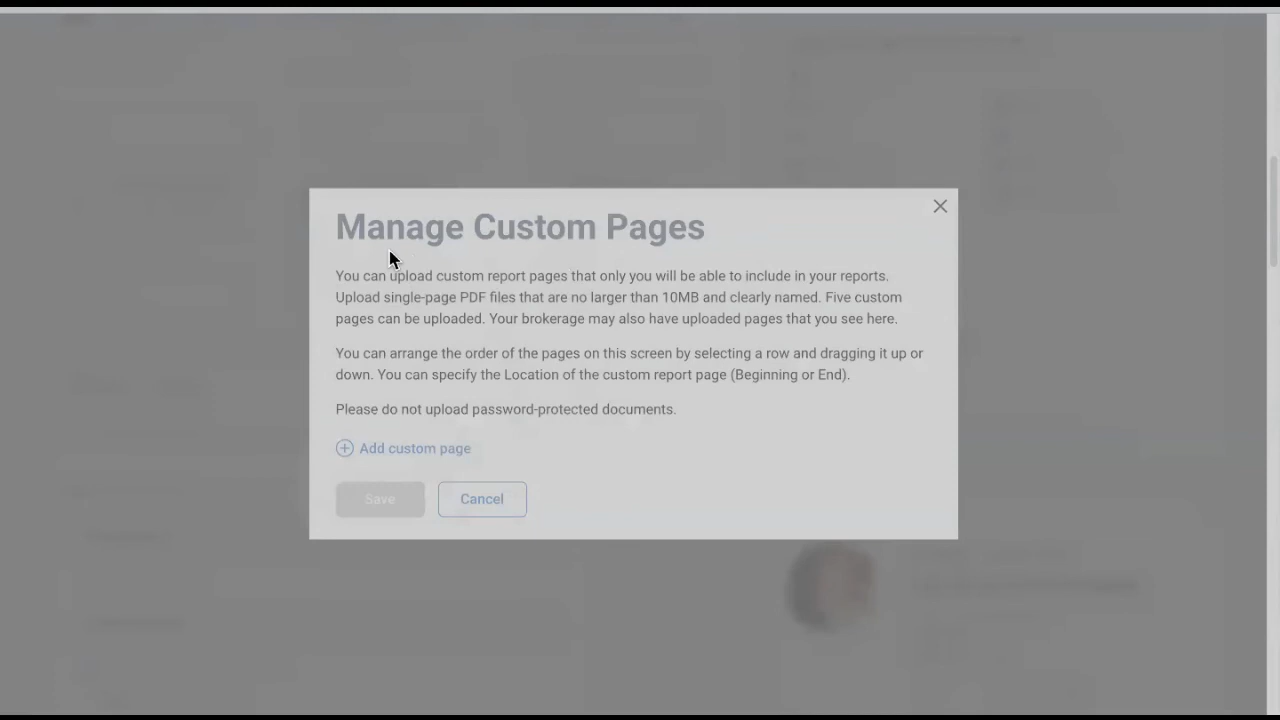 Manage Custom Pages
You can upload custom report pages that only you will be able to include in your reports.
Upload single-page PDF files that are no larger than 10MB and clearly named. Five custom
pages can be uploaded. Your brokerage may also have uploaded pages that you see here.
You can arrange the order of the pages on this screen by selecting a row and dragging it up or
down. You can specify the Location of the custom report page (Beginning or End).
Please do not upload password-protected documents.
Add custom page
Save
Cancel